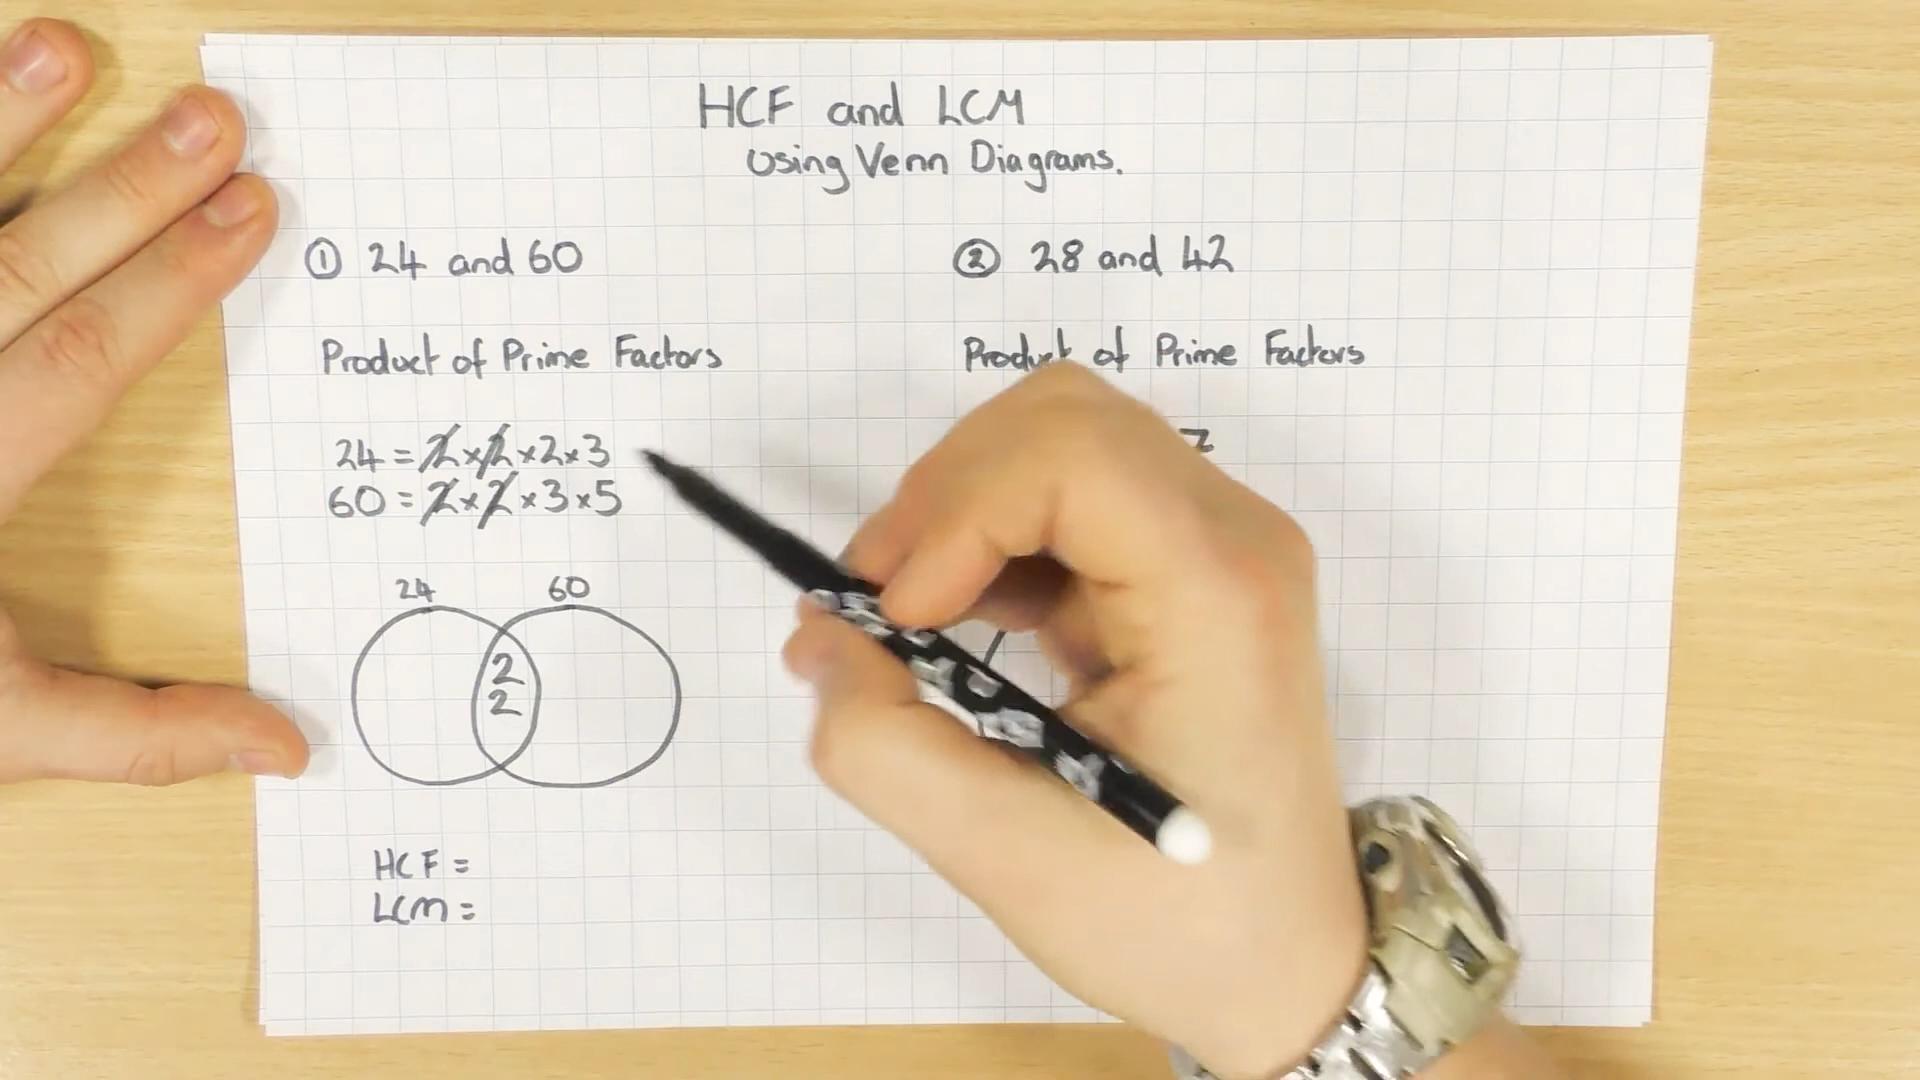 HCF and LCM
Using Venn Diagrams.
① 24 and 60
Product of Prime Factors
24 = 2 × 2 × 2 × 3
60 = 2 × 2 × 3 × 5
24 60
2
2
HCF =
LCM =
② 28 and 42
Product of Prime Factors